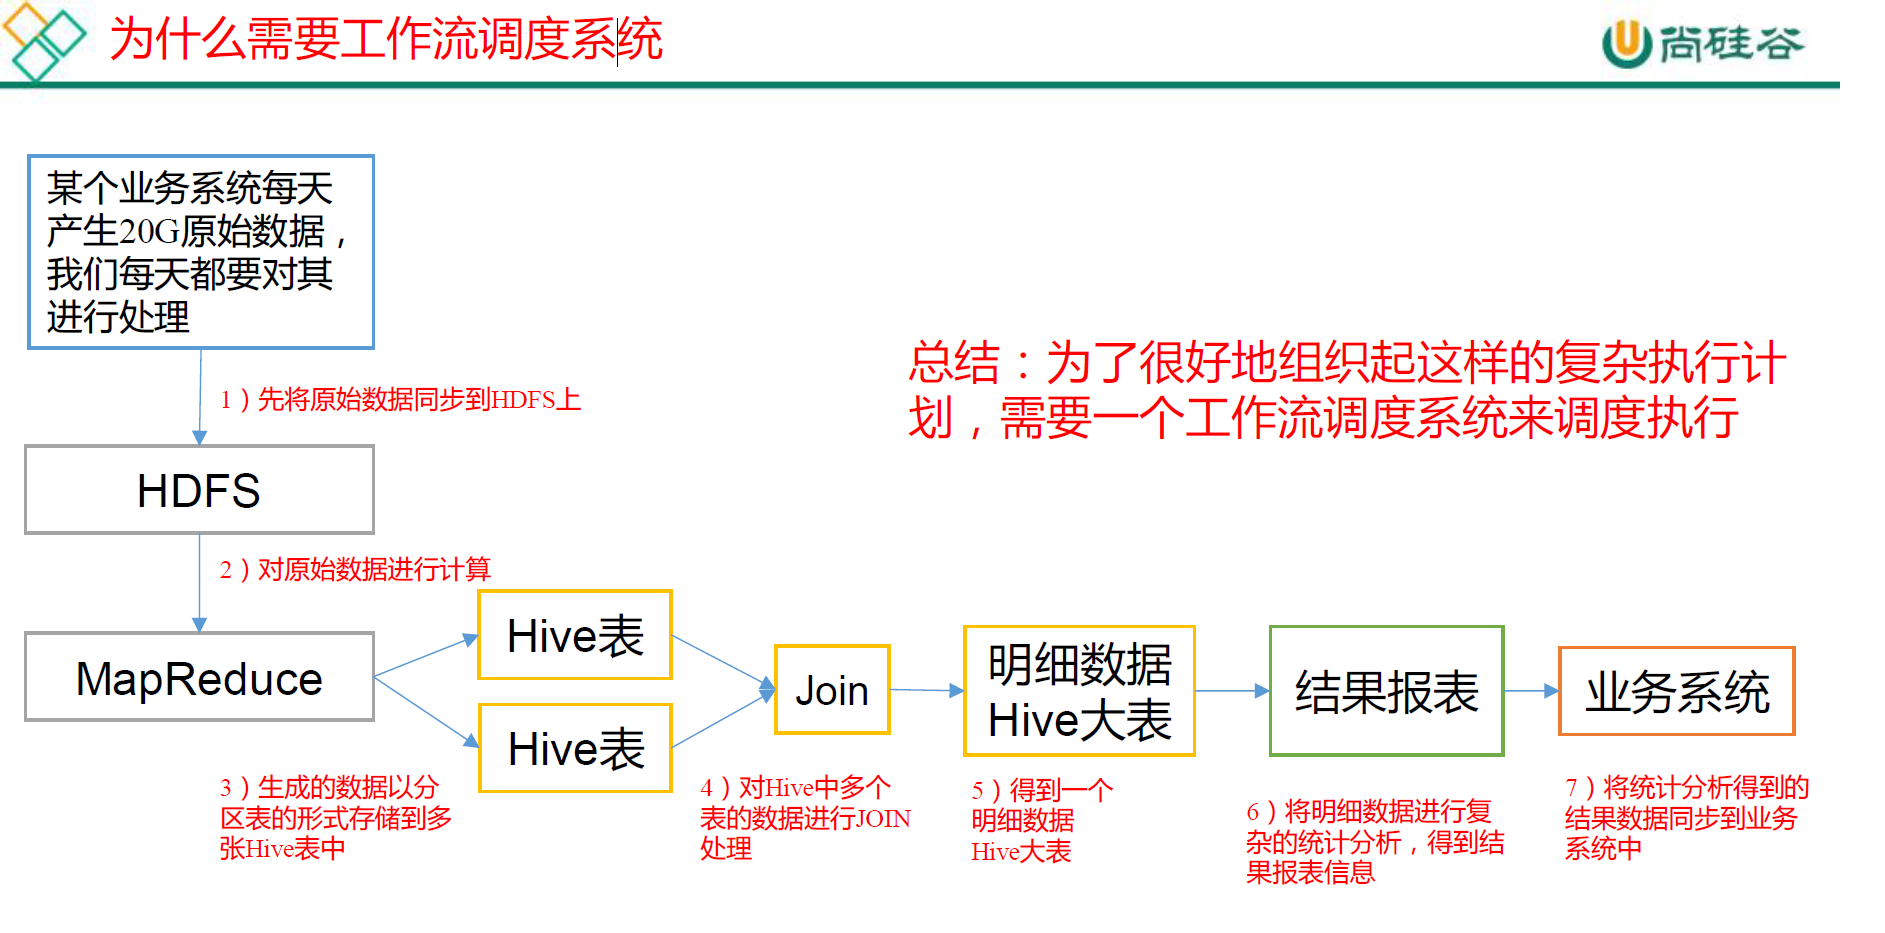 为什么需要工作流调度系统
尚硅谷
某个业务系统每天
产生20G原始数据，
我们每天都要对其
进行处理
1）先将原始数据同步到HDFS上
总结：为了很好地组织起这样的复杂执行计
划，需要一个工作流调度系统来调度执行
HDFS
2）对原始数据进行计算
MapReduce
Hive表
Hive表
Join
明细数据
Hive大表
结果报表
业务系统
3）生成的数据以分
区表的形式存储到多
张Hive表中
4）对Hive中多个
表的数据进行JOIN
处理
5）得到一个
明细数据
Hive大表
6）将明细数据进行复
杂的统计分析，得到结
果报表信息
7）将统计分析得到的
结果数据同步到业务
系统中